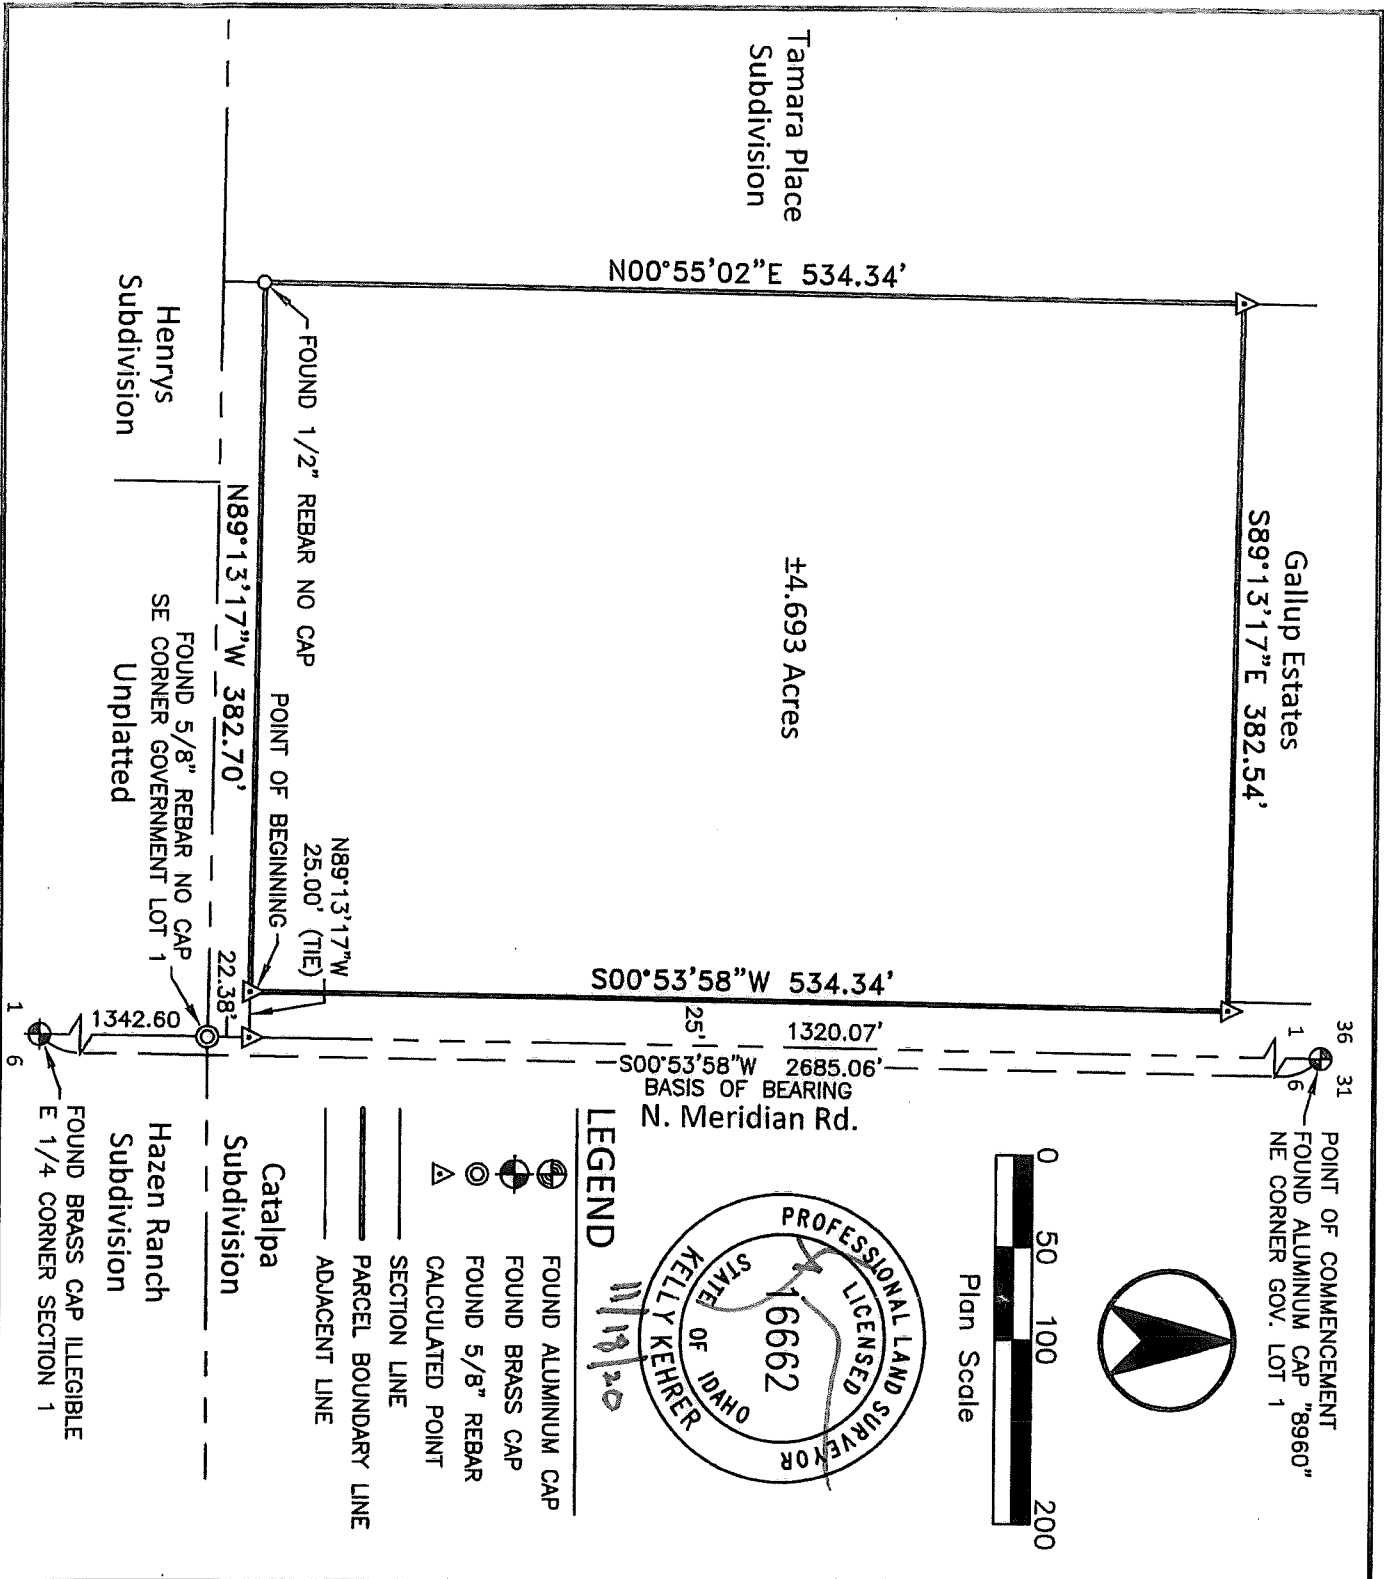 Tamara Place
Subdivision
Gallup Estates
S89°13'17"E 382.54'
N00°55'02"E 534.34'
±4.693 Acres
FOUND 1/2" REBAR NO CAP
POINT OF BEGINNING
N89°13'17"W
25.00' (TIE)
S00°53'58"W 534.34'
25'
1320.07'
S00°53'58"W 2685.06'
BASIS OF BEARING
N. Meridian Rd.
N89°13'17"W 382.70'
22.38'
Henrys
Subdivision
Unplatted
FOUND 5/8" REBAR NO CAP
SE CORNER GOVERNMENT LOT 1
1342.60
1 6
36 31
1 6
POINT OF COMMENCEMENT
FOUND ALUMINUM CAP "8960"
NE CORNER GOV. LOT 1
0 50 100 200
Plan Scale
PROFESSIONAL LAND SURVEYOR
LICENSED
16662
STATE OF IDAHO
KELLY KEHRER
11/18/20
LEGEND
FOUND ALUMINUM CAP
FOUND BRASS CAP
FOUND 5/8" REBAR
CALCULATED POINT
SECTION LINE
PARCEL BOUNDARY LINE
ADJACENT LINE
Catalpa
Subdivision
Hazen Ranch
Subdivision
FOUND BRASS CAP ILLEGIBLE
E 1/4 CORNER SECTION 1